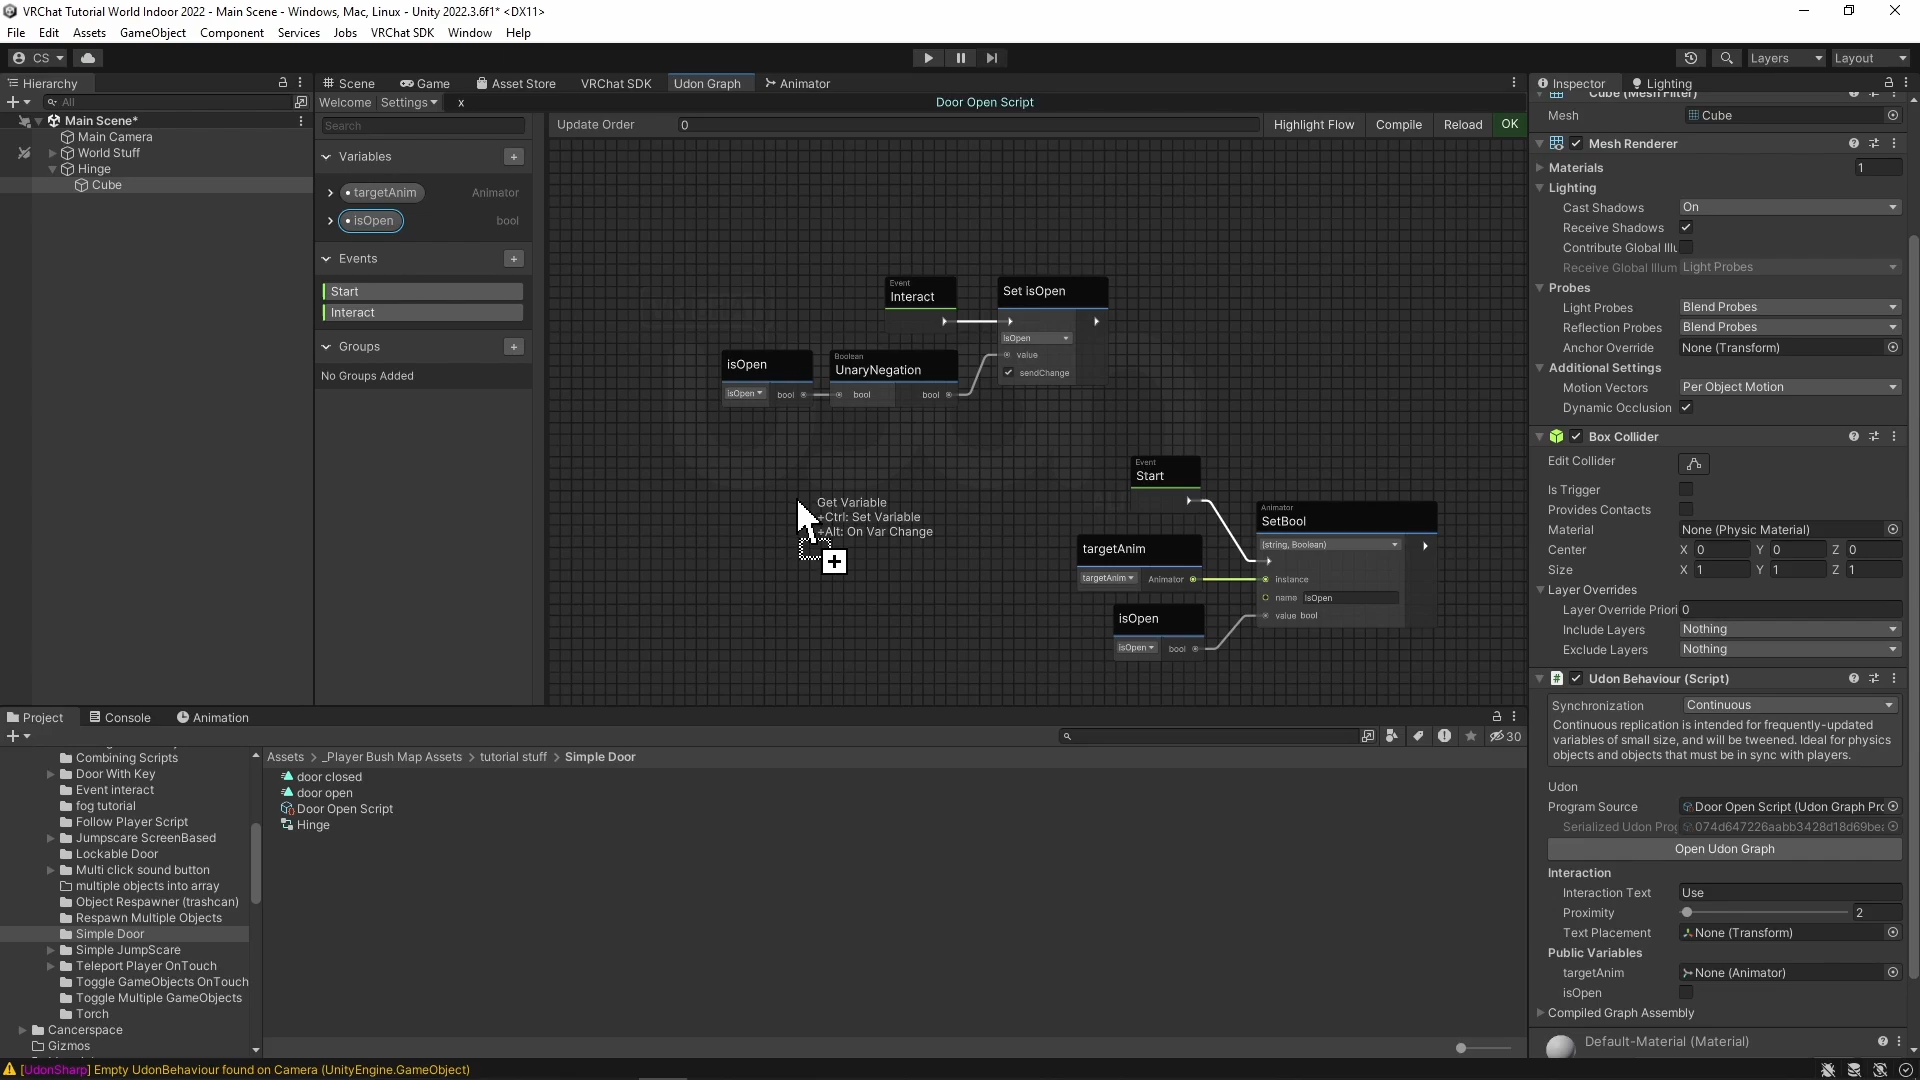 VRChat Tutorial World Indoor 2022 - Main Scene - Windows, Mac, Linux - Unity 2022.3.6f1* <DX11>
File Edit Assets GameObject Component Services Jobs VRChat SDK Window Help
CS
Layers
Layout
Hierarchy
All
Main Scene*
Main Camera
World Stuff
Hinge
Cube
Scene
Game
Asset Store
VRChat SDK
Udon Graph
Animator
Welcome Settings x
Door Open Script
Search
Update Order 0
Highlight Flow
Compile
Reload
OK
Variables
targetAnim Animator
isOpen bool
Events
Start
Interact
Groups
No Groups Added
Event
Interact
Set isOpen
isOpen
value
sendChange
isOpen
isOpen bool
Boolean
UnaryNegation
bool bool
Get Variable
+Ctrl: Set Variable
+Alt: On Var Change
Event
Start
Animator
SetBool
(string, Boolean)
instance
name IsOpen
value bool
targetAnim
targetAnim Animator
isOpen
isOpen bool
Inspector
Lighting
Cube (Mesh Filter)
Mesh Cube
Mesh Renderer
Materials 1
Lighting
Cast Shadows On
Receive Shadows
Contribute Global Illu
Receive Global Illum Light Probes
Probes
Light Probes Blend Probes
Reflection Probes Blend Probes
Anchor Override None (Transform)
Additional Settings
Motion Vectors Per Object Motion
Dynamic Occlusion
Box Collider
Edit Collider
Is Trigger
Provides Contacts
Material None (Physic Material)
Center X 0 Y 0 Z 0
Size X 1 Y 1 Z 1
Layer Overrides
Layer Override Priori 0
Include Layers Nothing
Exclude Layers Nothing
Udon Behaviour (Script)
Synchronization Continuous
Continuous replication is intended for frequently-updated
variables of small size, and will be tweened. Ideal for physics
objects and objects that must be in sync with players.
Udon
Program Source Door Open Script (Udon Graph Pro
Serialized Udon Prog 074d647226aabb3428d18d69bea
Open Udon Graph
Interaction
Interaction Text Use
Proximity 2
Text Placement None (Transform)
Public Variables
targetAnim None (Animator)
isOpen
Compiled Graph Assembly
Default-Material (Material)
Project
Console
Animation
30
Combining Scripts
Door With Key
Event interact
fog tutorial
Follow Player Script
Jumpscare ScreenBased
Lockable Door
Multi click sound button
multiple objects into array
Object Respawner (trashcan)
Respawn Multiple Objects
Simple Door
Simple JumpScare
Teleport Player OnTouch
Toggle GameObjects OnTouch
Toggle Multiple GameObjects
Torch
Cancerspace
Gizmos
Assets > _Player Bush Map Assets > tutorial stuff > Simple Door
door closed
door open
Door Open Script
Hinge
[UdonSharp] Empty UdonBehaviour found on Camera (UnityEngine.GameObject)